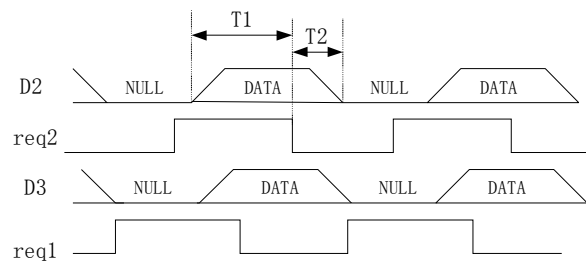 T1
T2
D2 NULL DATA NULL DATA
req2
D3 NULL DATA NULL DATA
req1